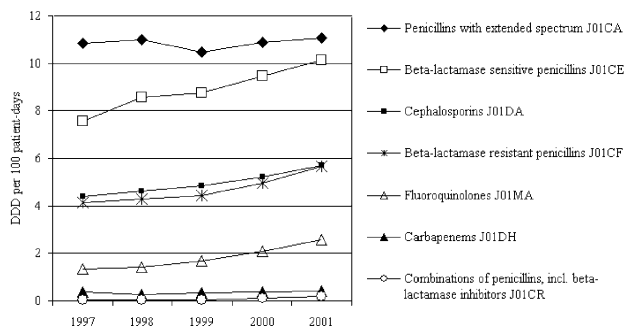 12
10
8
6
4
2
0
DDD per 100 patient-days
1997 1998 1999 2000 2001
Penicillins with extended spectrum J01CA
Beta-lactamase sensitive penicillins J01CE
Cephalosporins J01DA
Beta-lactamase resistant penicillins J01CF
Fluoroquinolones J01MA
Carbapenems J01DH
Combinations of penicillins, incl. beta-
lactamase inhibitors J01CR